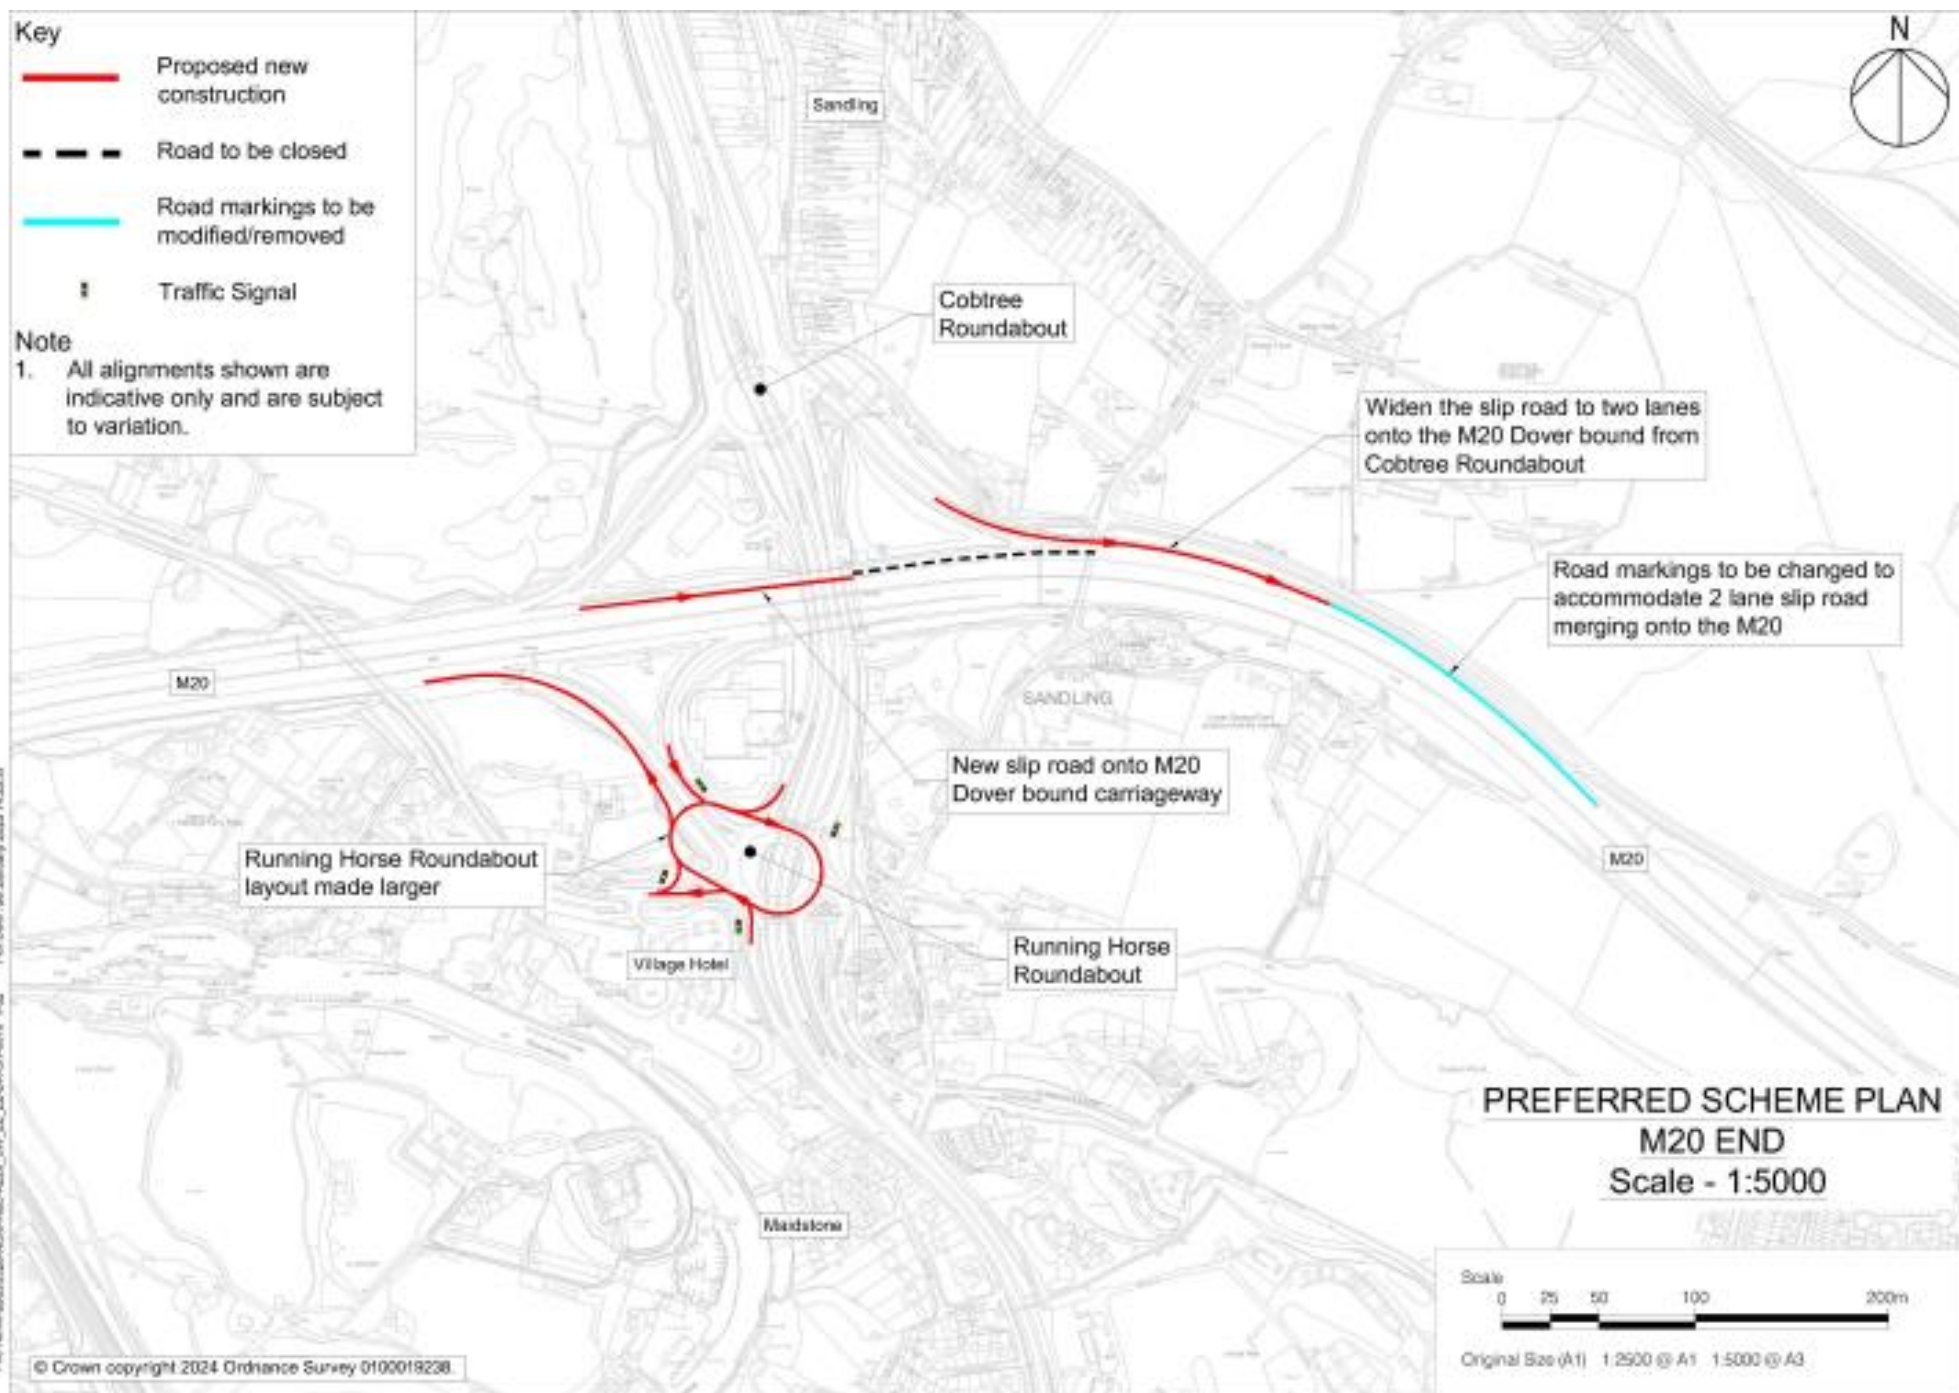 Key
Proposed new
construction
Road to be closed
Road markings to be
modified/removed
Traffic Signal
Note
1. All alignments shown are
indicative only and are subject
to variation.
N
Sandling
Cobtree
Roundabout
Widen the slip road to two lanes
onto the M20 Dover bound from
Cobtree Roundabout
Road markings to be changed to
accommodate 2 lane slip road
merging onto the M20
M20
SANDLING
New slip road onto M20
Dover bound carriageway
Running Horse Roundabout
layout made larger
M20
Running Horse
Roundabout
Village Hotel
Maidstone
PREFERRED SCHEME PLAN
M20 END
Scale - 1:5000
Scale
0 25 50 100 200m
Original Size (A1) 1:2500 @ A1 1:5000 @ A3
© Crown copyright 2024 Ordnance Survey 0100019238.